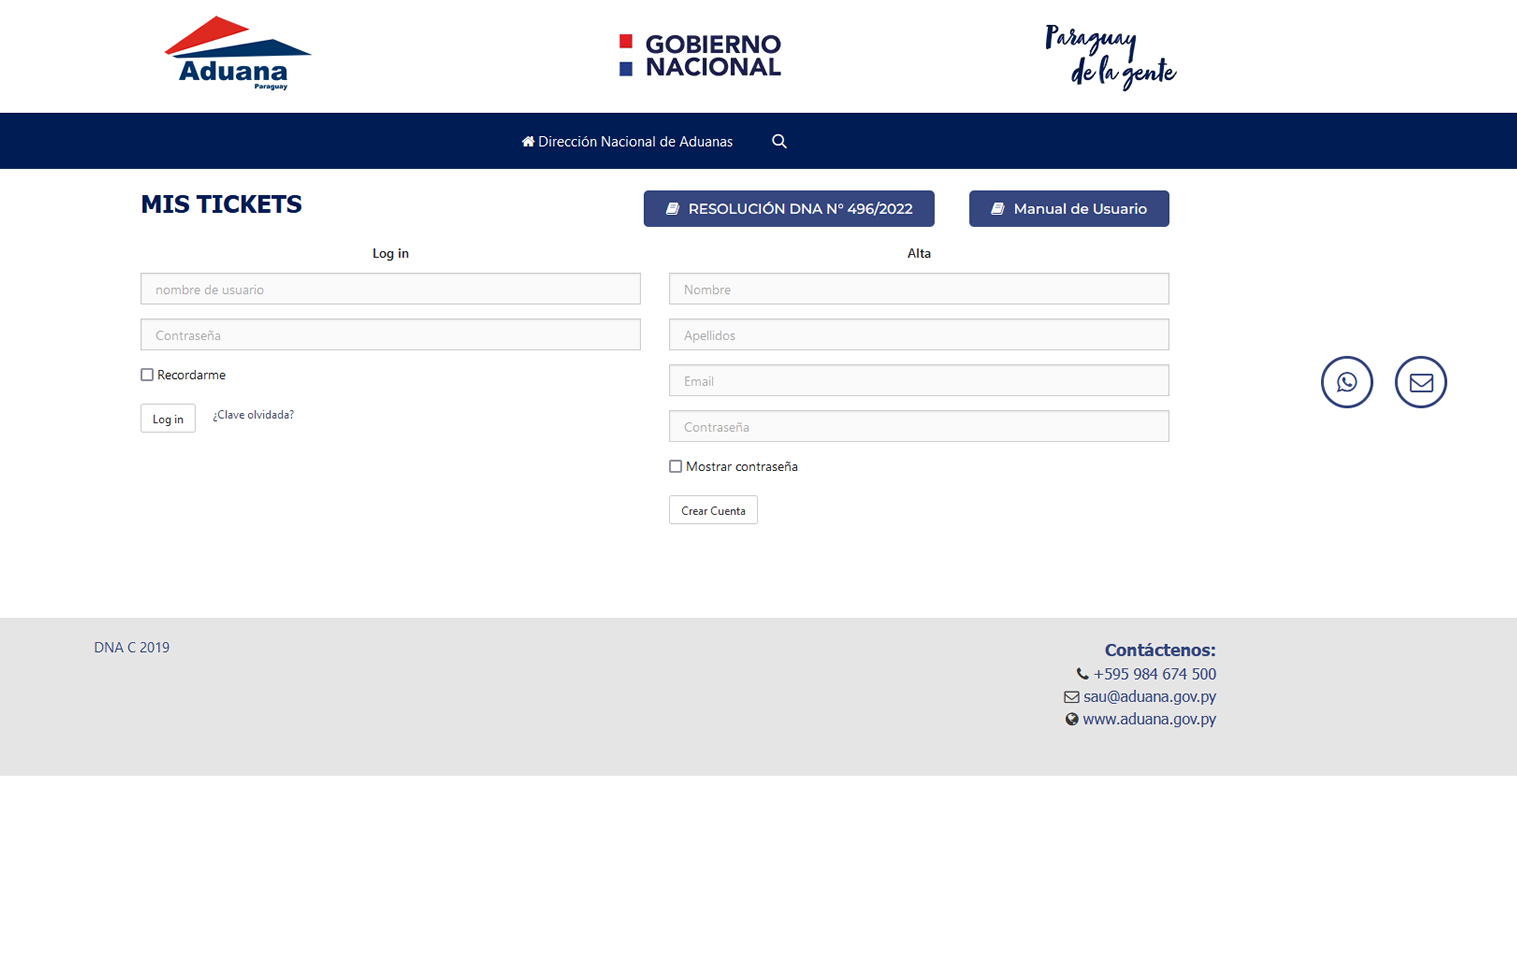 Aduana
Paraguay
GOBIERNO
NACIONAL
Paraguay
de la gente
Dirección Nacional de Aduanas
MIS TICKETS
RESOLUCIÓN DNA N° 496/2022
Manual de Usuario
Log in
nombre de usuario
Contraseña
Recordarme
Log in
¿Clave olvidada?
Alta
Nombre
Apellidos
Email
Contraseña
Mostrar contraseña
Crear Cuenta
DNA C 2019
Contáctenos:
+595 984 674 500
sau@aduana.gov.py
www.aduana.gov.py